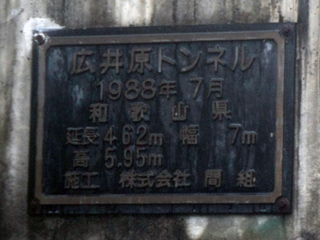 広井原トンネル
1988年 7月
和歌山県
延長 462m 幅 7m
高 5.95m
施工 株式会社 間組